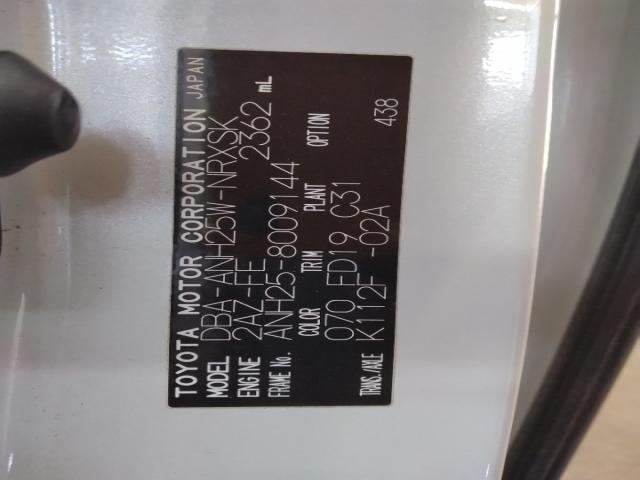 TOYOTA MOTOR CORPORATION JAPAN
MODEL DBA-ANH25W-NRXSK
ENGINE 2AZ-FE 2362 mL
FRAME No. ANH25-8009144
COLOR TRIM PLANT OPTION
070 FD19 C31
TRANS./AXLE K112F -02A 438